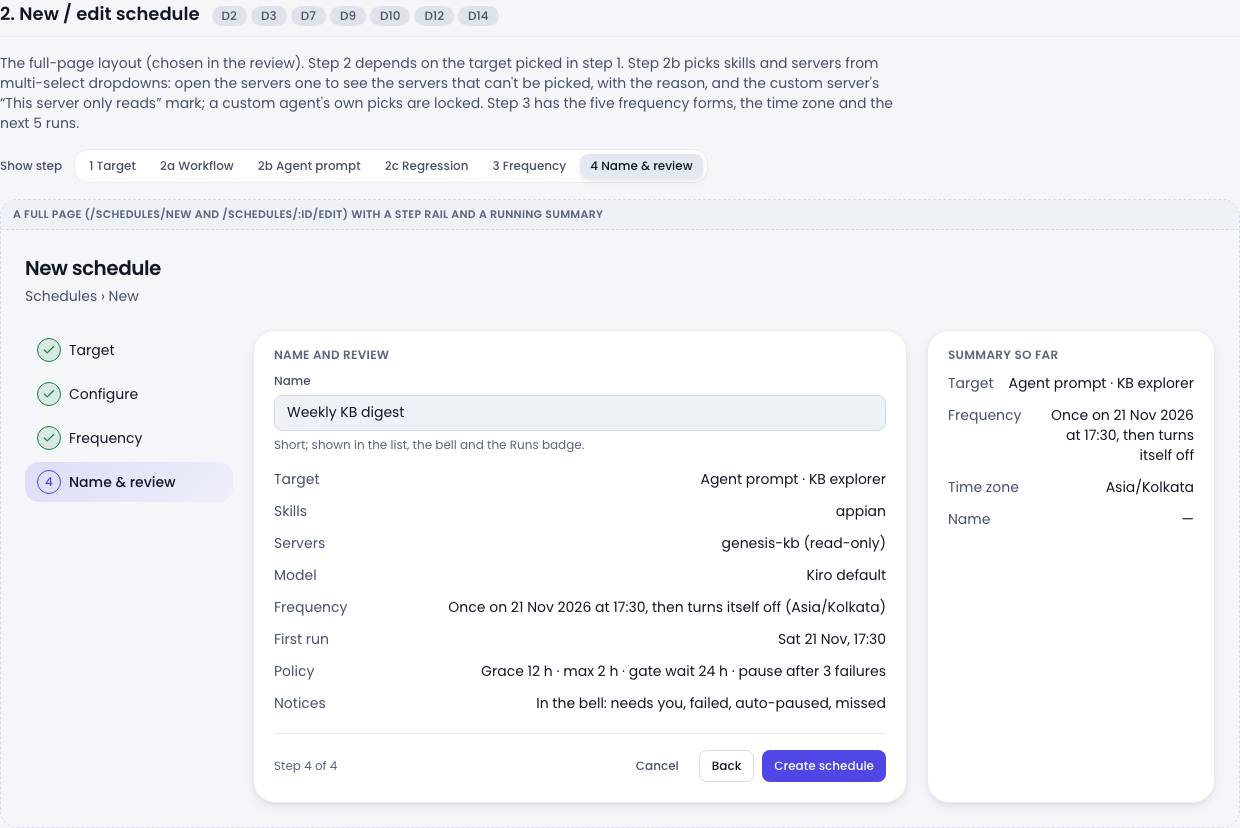 2. New / edit schedule D2 D3 D7 D9 D10 D12 D14
The full-page layout (chosen in the review). Step 2 depends on the target picked in step 1. Step 2b picks skills and servers from
multi-select dropdowns: open the servers one to see the servers that can't be picked, with the reason, and the custom server's
“This server only reads” mark; a custom agent's own picks are locked. Step 3 has the five frequency forms, the time zone and the
next 5 runs.
Show step 1 Target 2a Workflow 2b Agent prompt 2c Regression 3 Frequency 4 Name & review
A FULL PAGE (/SCHEDULES/NEW AND /SCHEDULES/:ID/EDIT) WITH A STEP RAIL AND A RUNNING SUMMARY
New schedule
Schedules › New
Target
Configure
Frequency
4 Name & review
NAME AND REVIEW
Name
Weekly KB digest
Short; shown in the list, the bell and the Runs badge.
Target Agent prompt · KB explorer
Skills appian
Servers genesis-kb (read-only)
Model Kiro default
Frequency Once on 21 Nov 2026 at 17:30, then turns itself off (Asia/Kolkata)
First run Sat 21 Nov, 17:30
Policy Grace 12 h · max 2 h · gate wait 24 h · pause after 3 failures
Notices In the bell: needs you, failed, auto-paused, missed
Step 4 of 4 Cancel Back Create schedule
SUMMARY SO FAR
Target Agent prompt · KB explorer
Frequency Once on 21 Nov 2026
at 17:30, then turns
itself off
Time zone Asia/Kolkata
Name —